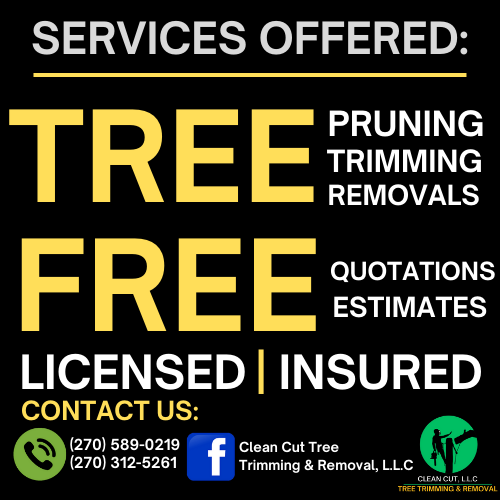 SERVICES OFFERED:
TREE
PRUNING
TRIMMING
REMOVALS
FREE
QUOTATIONS
ESTIMATES
LICENSED | INSURED
CONTACT US:
(270) 589-0219
(270) 312-5261
f
Clean Cut Tree
Trimming & Removal, L.L.C
CLEAN CUT, L.L.C
TREE TRIMMING & REMOVAL